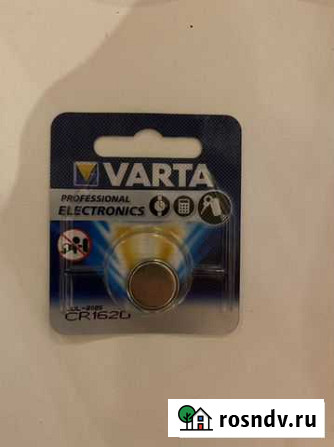 VARTA
PROFESSIONAL
ELECTRONICS
CR1620
rosndv.ru